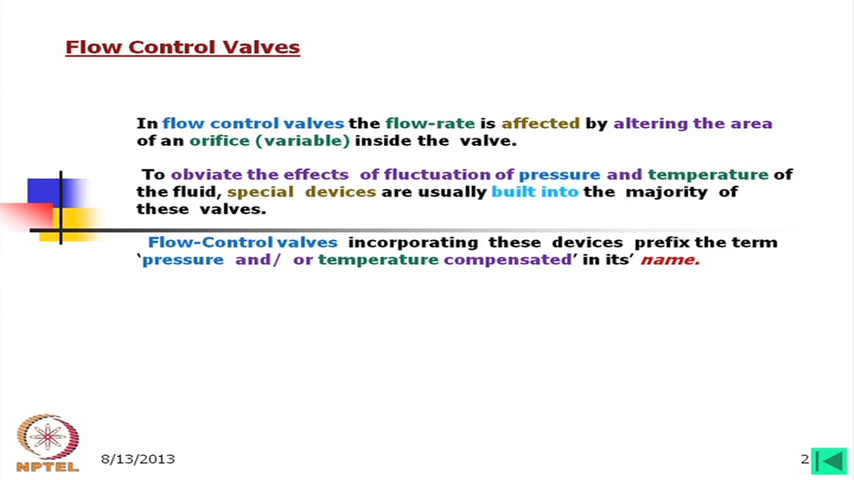 Flow Control Valves
In flow control valves the flow-rate is affected by altering the area
of an orifice (variable) inside the valve.
To obviate the effects of fluctuation of pressure and temperature of
the fluid, special devices are usually built into the majority of
these valves.
Flow-Control valves incorporating these devices prefix the term
‘pressure and/ or temperature compensated’ in its’ name.
NPTEL
8/13/2013
2